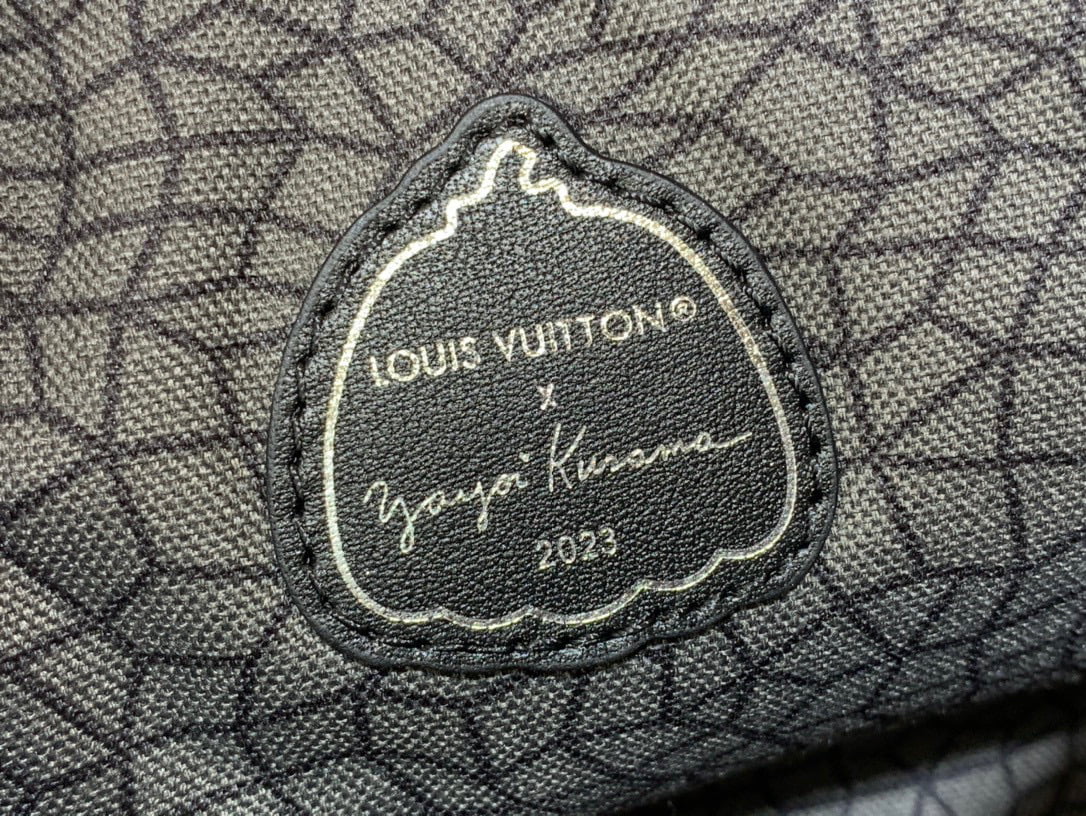 LOUIS VUITTON®
x
Yayoi Kusama
2023